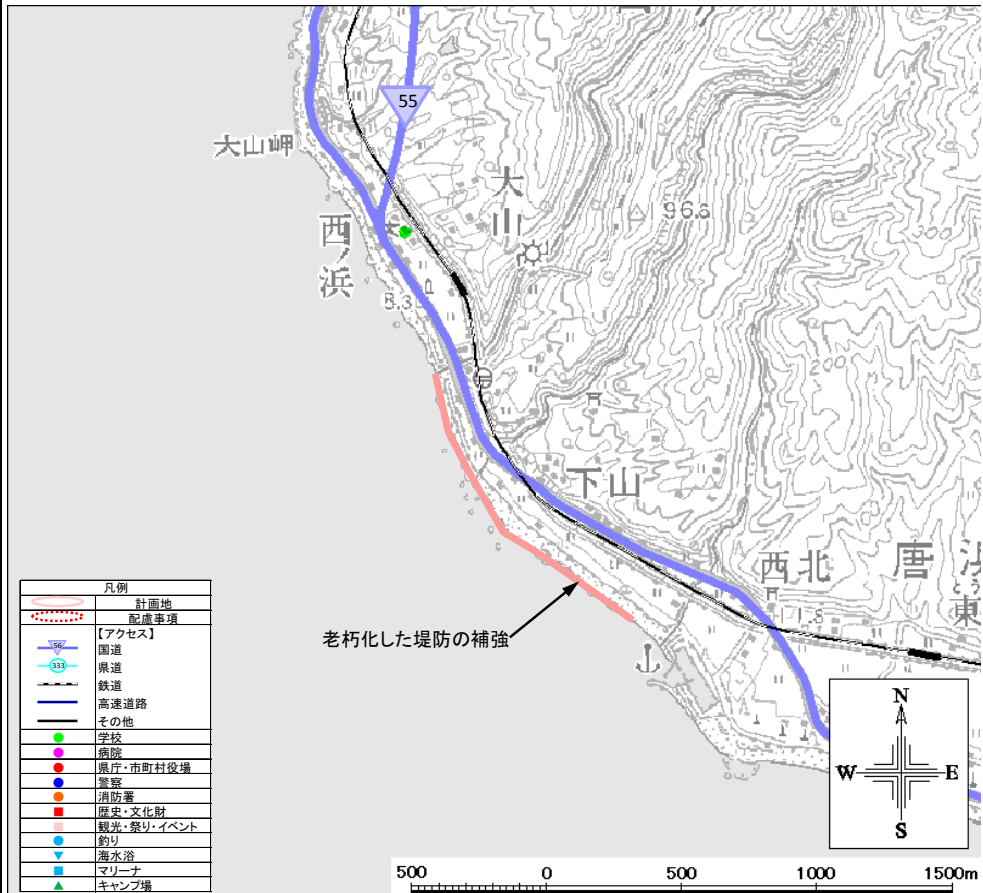 55
大山岬
大山
196.8
西ノ浜
8.3
200
下山
西北
唐浜
東
1.8
老朽化した堤防の補強
凡例
計画地
配慮事項
【アクセス】
56
国道
333
県道
鉄道
高速道路
その他
学校
病院
県庁・市町村役場
警察
消防署
歴史・文化財
観光・祭り・イベント
釣り
海水浴
マリーナ
キャンプ場
N
W E
S
500 0 500 1000 1500m